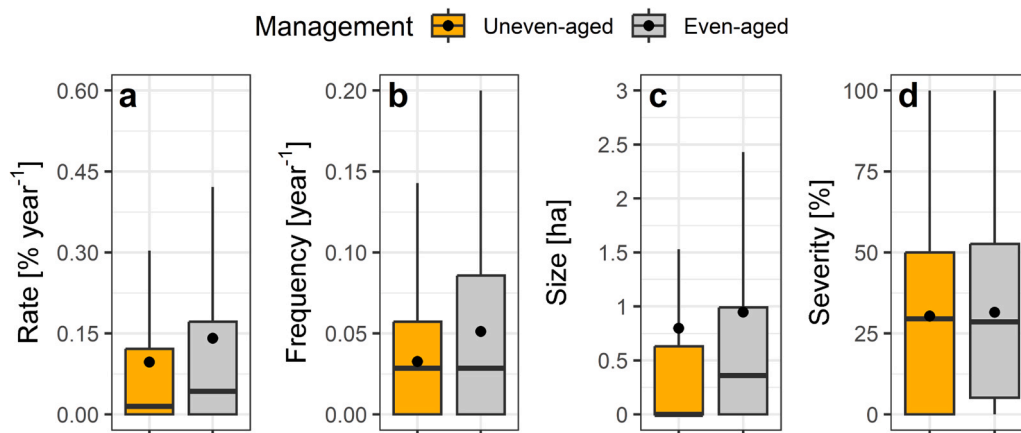 Management Uneven-aged Even-aged
a
Rate [% year-1]
0.60
0.45
0.30
0.15
0.00
b
Frequency [year-1]
0.20
0.15
0.10
0.05
0.00
c
Size [ha]
3
2.5
2
1.5
1
0.5
0
d
Severity [%]
100
75
50
25
0